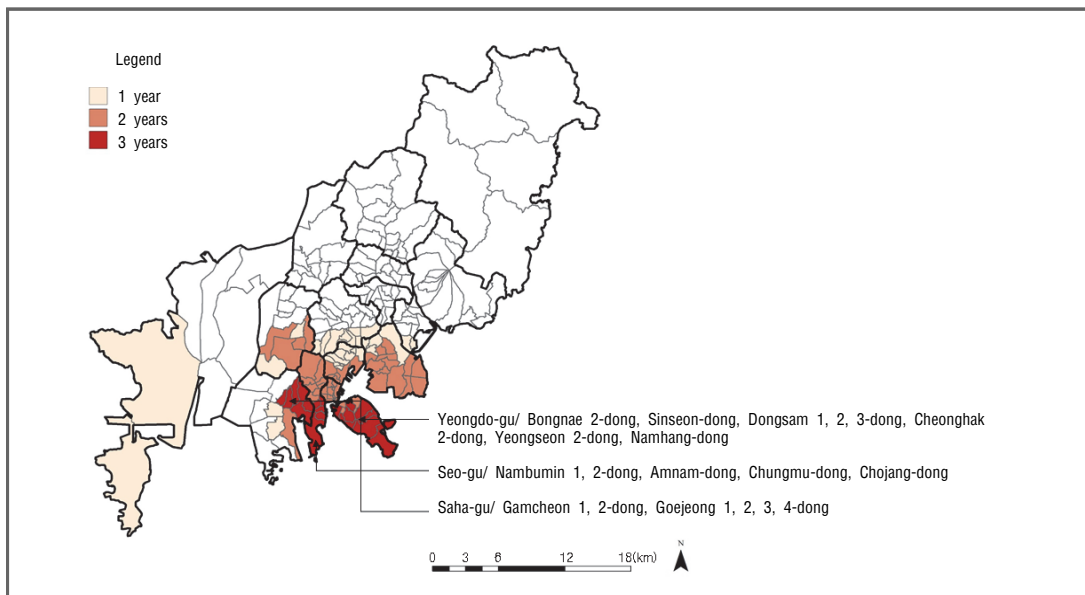 Legend
1 year
2 years
3 years
Yeongdo-gu/ Bongnae 2-dong, Sinseon-dong, Dongsam 1, 2, 3-dong, Cheonghak
2-dong, Yeongseon 2-dong, Namhang-dong
Seo-gu/ Nambumin 1, 2-dong, Amnam-dong, Chungmu-dong, Chojang-dong
Saha-gu/ Gamcheon 1, 2-dong, Goejeong 1, 2, 3, 4-dong
N
0 3 6 12 18(km)